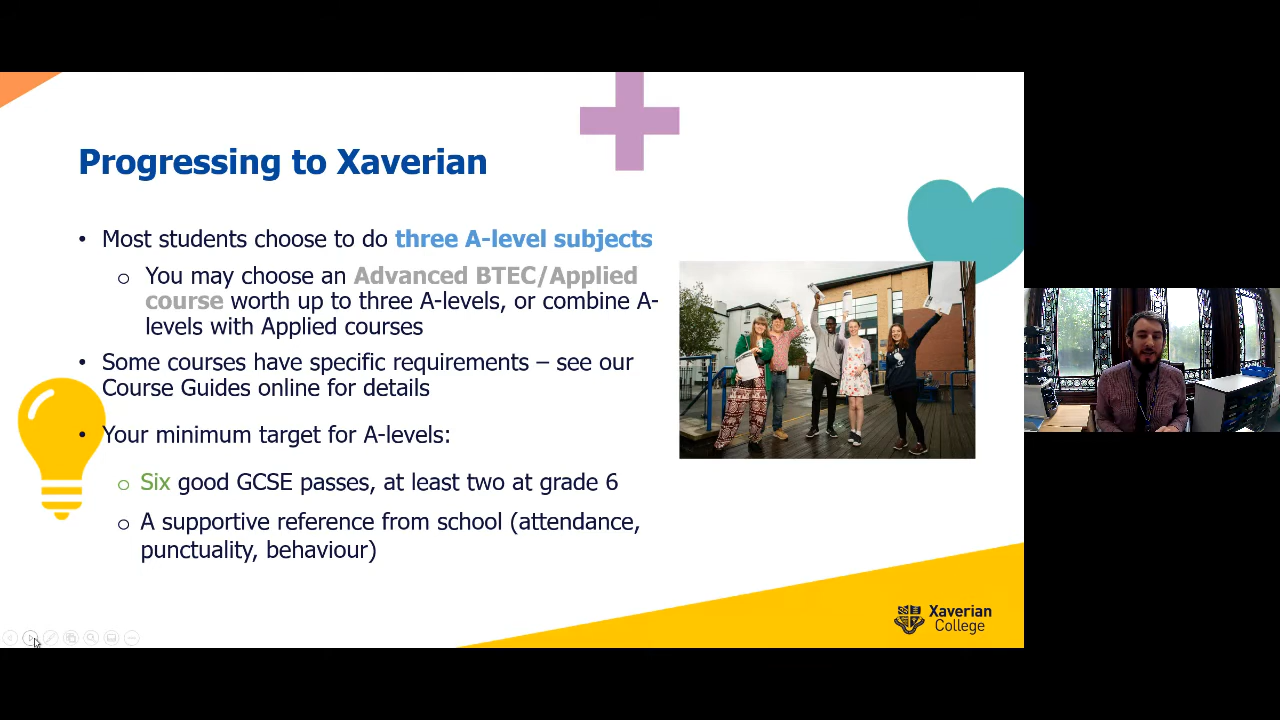 Progressing to Xaverian
• Most students choose to do three A-level subjects
o You may choose an Advanced BTEC/Applied
course worth up to three A-levels, or combine A-
levels with Applied courses
• Some courses have specific requirements – see our
Course Guides online for details
• Your minimum target for A-levels:
o Six good GCSE passes, at least two at grade 6
o A supportive reference from school (attendance,
punctuality, behaviour)
Xaverian
College